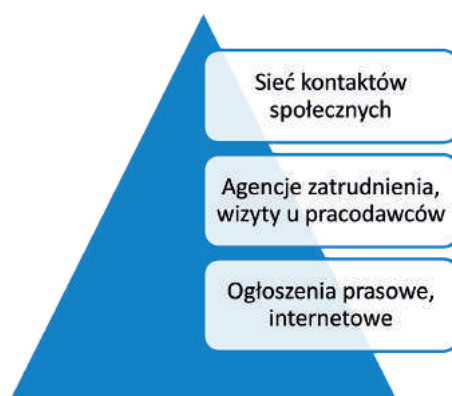 Sieć kontaktów
społecznych
Agencje zatrudnienia,
wizyty u pracodawców
Ogłoszenia prasowe,
internetowe